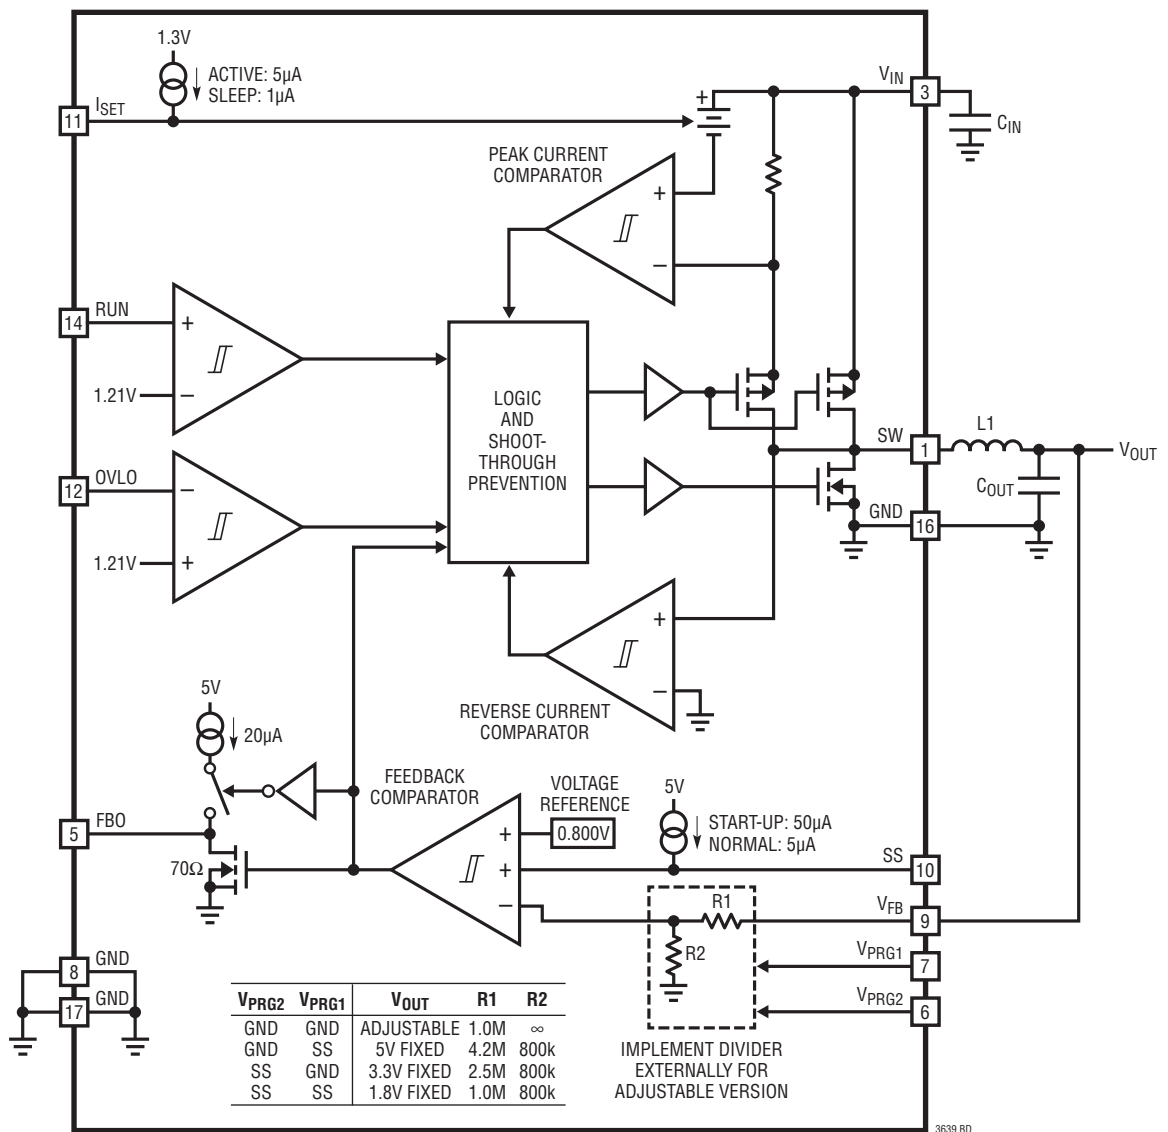 1.3V
ACTIVE: 5µA
SLEEP: 1µA
11
ISET
VIN
3
CIN
+
PEAK CURRENT
COMPARATOR
+
–
RUN
14
+
1.21V
–
LOGIC
AND
SHOOT-
THROUGH
PREVENTION
OVLO
12
–
1.21V
+
SW
1
L1
VOUT
COUT
GND
16
+
–
REVERSE CURRENT
COMPARATOR
5V
20µA
FEEDBACK
COMPARATOR
VOLTAGE
REFERENCE
0.800V
5V
START-UP: 50µA
NORMAL: 5µA
+
+
–
FBO
5
70Ω
SS
10
R1
VFB
9
R2
VPRG1
7
VPRG2
6
GND
8
GND
17
VPRG2 VPRG1 VOUT R1 R2
GND GND ADJUSTABLE 1.0M ∞
GND SS 5V FIXED 4.2M 800k
SS GND 3.3V FIXED 2.5M 800k
SS SS 1.8V FIXED 1.0M 800k
IMPLEMENT DIVIDER
EXTERNALLY FOR
ADJUSTABLE VERSION
3639 BD